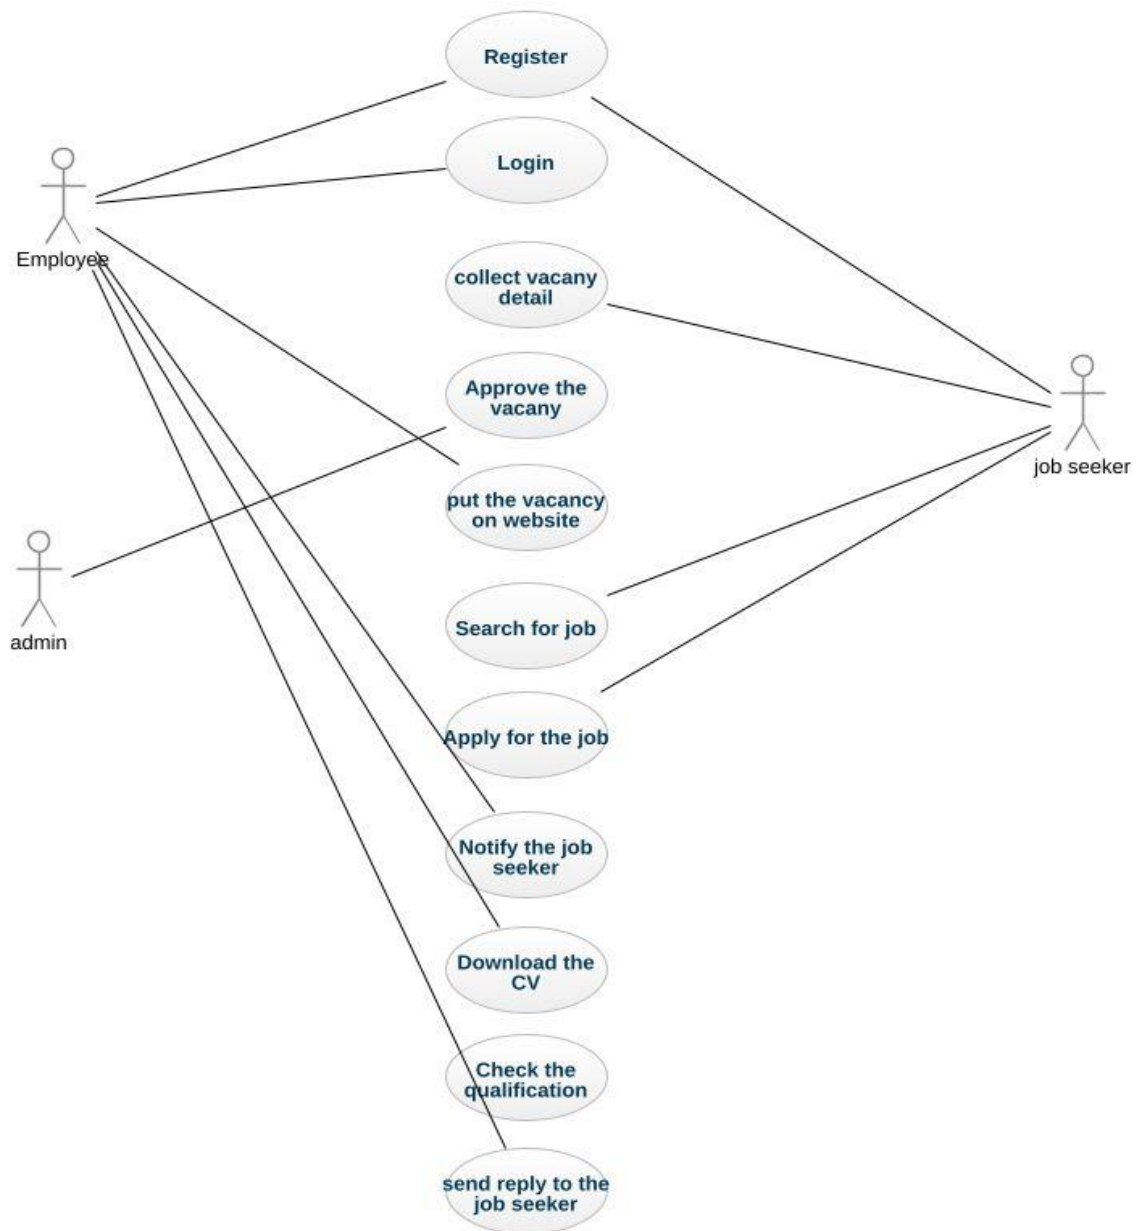 Register
Login
Employee
collect vacany
detail
Approve the
vacany
job seeker
put the vacancy
on website
Search for job
admin
Apply for the job
Notify the job
seeker
Download the
CV
Check the
qualification
send reply to the
job seeker